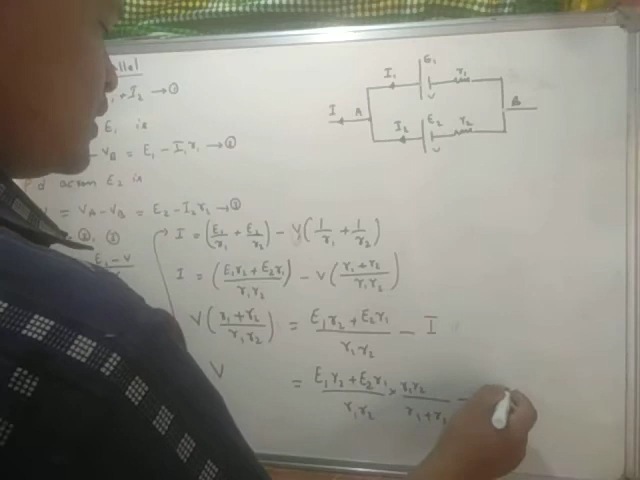 allel
I₂ → ①
E₁ is
V_B = E₁ - I₁r₁ → ②
P.d across E₂ is
= V_A - V_B = E₂ - I₂r₂ → ③
② ③
E₁ - V
I = (E₂/r₁ + E₂/r₂) - V(1/r₁ + 1/r₂)
I = ((E₁r₂ + E₂r₁)/r₁r₂) - V((r₁ + r₂)/r₁r₂)
V((r₁ + r₂)/r₁r₂) = (E₁r₂ + E₂r₁)/r₁r₂ - I
V = (E₁r₂ + E₂r₁)/r₁r₂ × r₁r₂/(r₁ + r₂) -
E₁
I₁ r₁
V
I A B
I₂ E₂ r₂
V